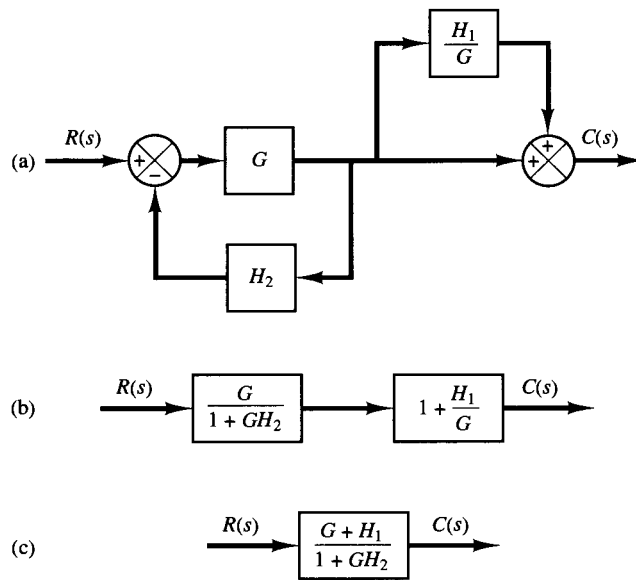 H₁
G
R(s)
C(s)
+
+
(a)
+
G
−
H₂
R(s)
C(s)
(b)
G
1 + GH₂
1 + H₁
G
R(s)
C(s)
(c)
G + H₁
1 + GH₂